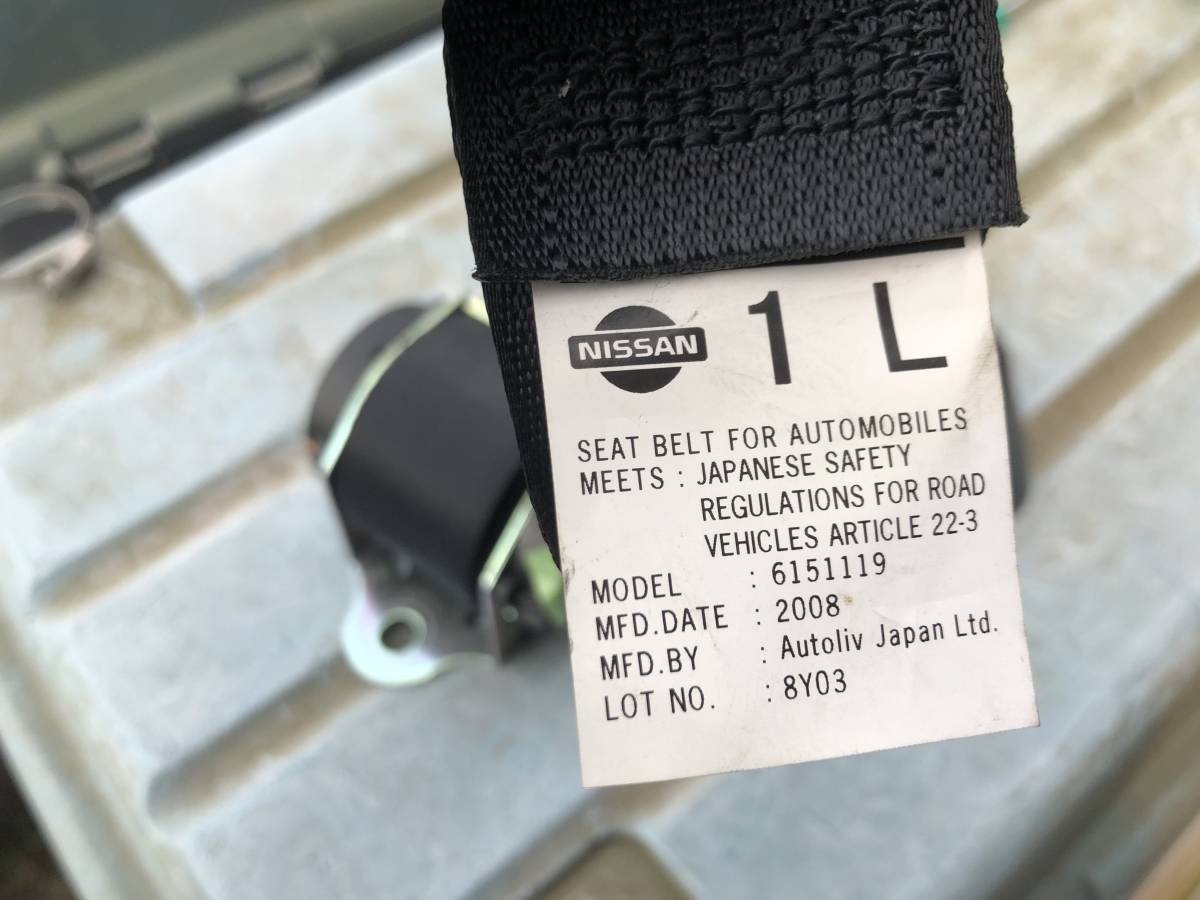 NISSAN 1 L
SEAT BELT FOR AUTOMOBILES
MEETS : JAPANESE SAFETY
REGULATIONS FOR ROAD
VEHICLES ARTICLE 22-3
MODEL : 6151119
MFD.DATE : 2008
MFD.BY : Autoliv Japan Ltd.
LOT NO. : 8Y03